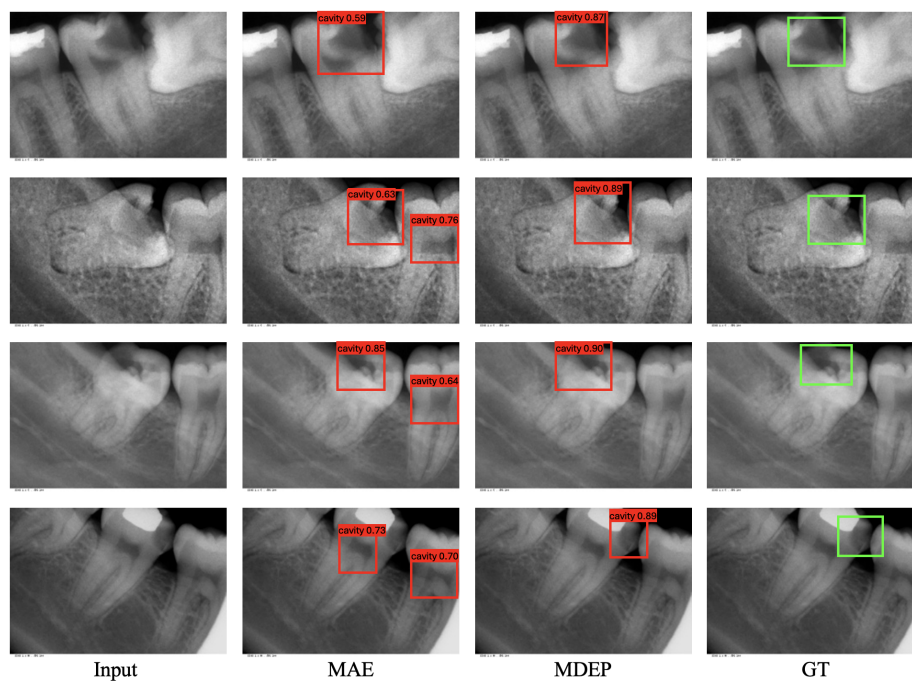 cavity 0.59
cavity 0.87
cavity 0.63
cavity 0.76
cavity 0.89
cavity 0.85
cavity 0.64
cavity 0.90
cavity 0.73
cavity 0.70
cavity 0.89
Input MAE MDEP GT